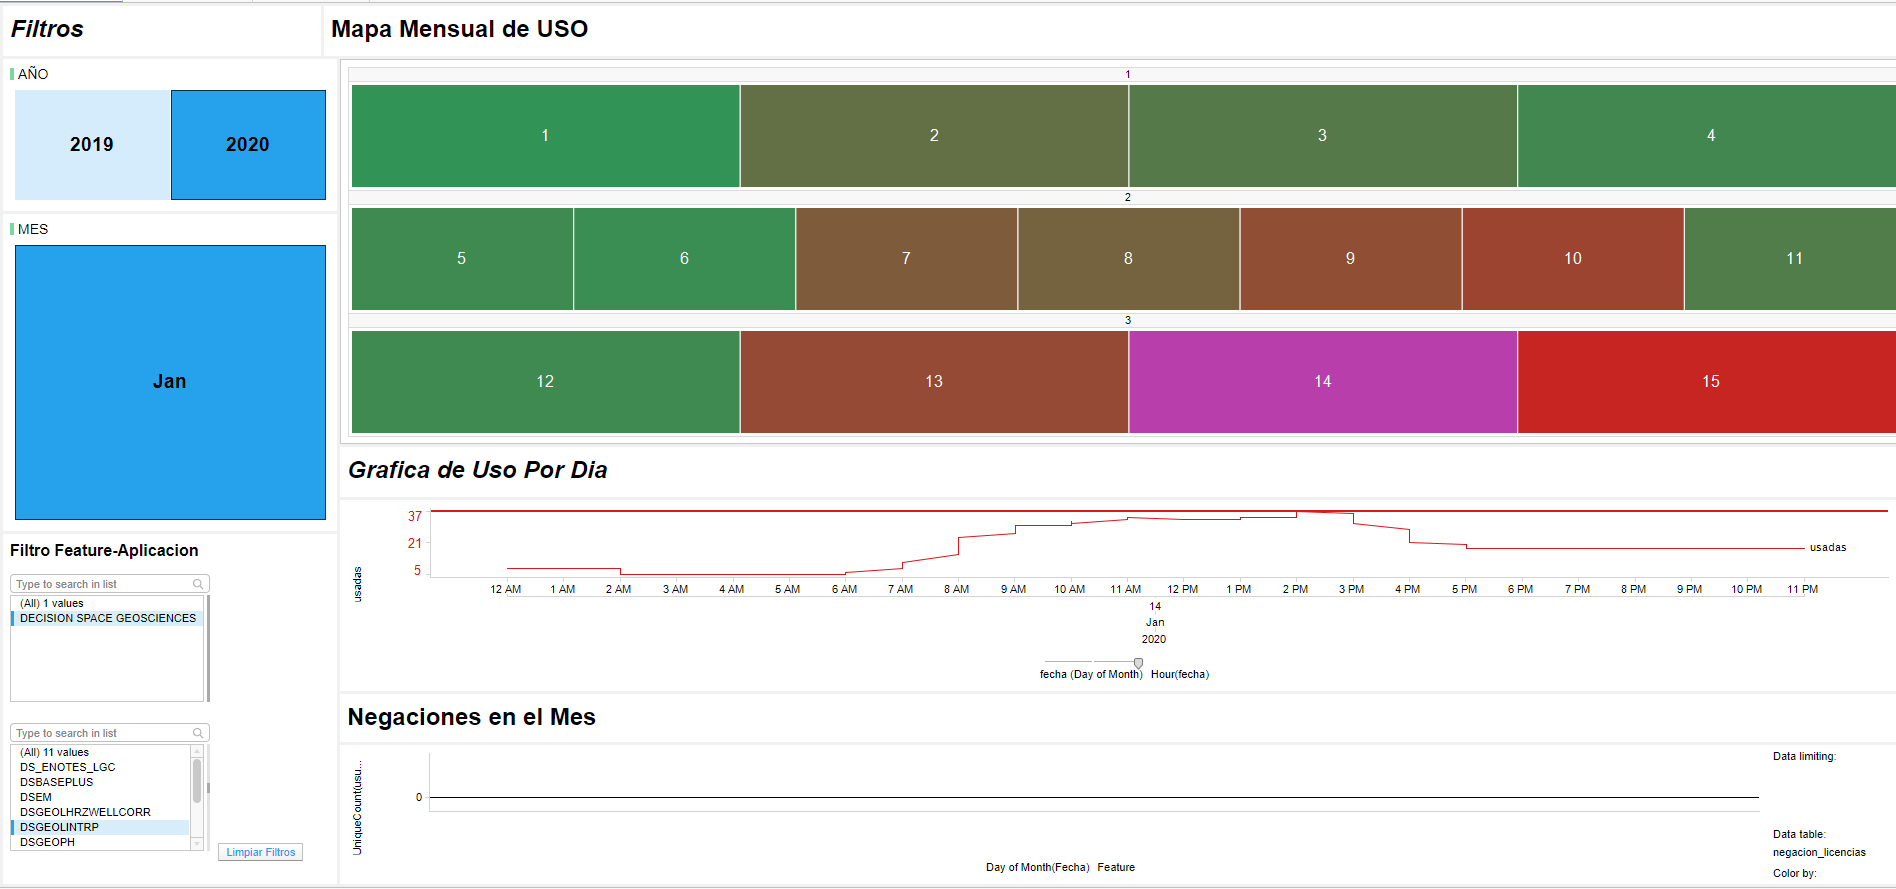 Filtros
Mapa Mensual de USO
AÑO
2019 2020
MES
Jan
1
1 2 3 4
2
5 6 7 8 9 10 11
3
12 13 14 15
Grafica de Uso Por Dia
37
21
5
usadas
usadas
12 AM 1 AM 2 AM 3 AM 4 AM 5 AM 6 AM 7 AM 8 AM 9 AM 10 AM 11 AM 12 PM 1 PM 2 PM 3 PM 4 PM 5 PM 6 PM 7 PM 8 PM 9 PM 10 PM 11 PM
14
Jan
2020
fecha (Day of Month) Hour(fecha)
Filtro Feature-Aplicacion
Type to search in list
(All) 1 values
DECISION SPACE GEOSCIENCES
Type to search in list
(All) 11 values
DS_ENOTES_LGC
DSBASEPLUS
DSEM
DSGEOLHRZWELLCORR
DSGEOLINTRP
DSGEOPH
Limpiar Filtros
Negaciones en el Mes
UniqueCount(usu...
0
Day of Month(Fecha) Feature
Data limiting:
Data table:
negacion_licencias
Color by: